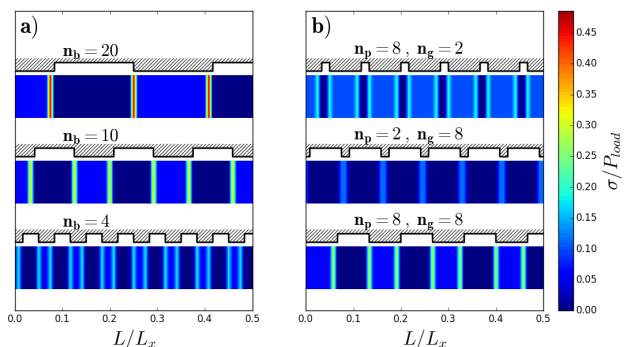 a)
n_b = 20
n_b = 10
n_b = 4
0.0 0.1 0.2 0.3 0.4 0.5
L/L_x
b)
n_p = 8 , n_g = 2
n_p = 2, n_g = 8
n_p = 8, n_g = 8
0.0 0.1 0.2 0.3 0.4 0.5
L/L_x
0.45
0.40
0.35
0.30
0.25
0.20
0.15
0.10
0.05
0.00
σ/P_load